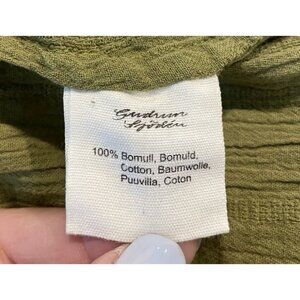 Gudrun
Sjödén
100% Bomull, Bomuld,
Cotton, Baumwolle,
Puuvilla, Coton